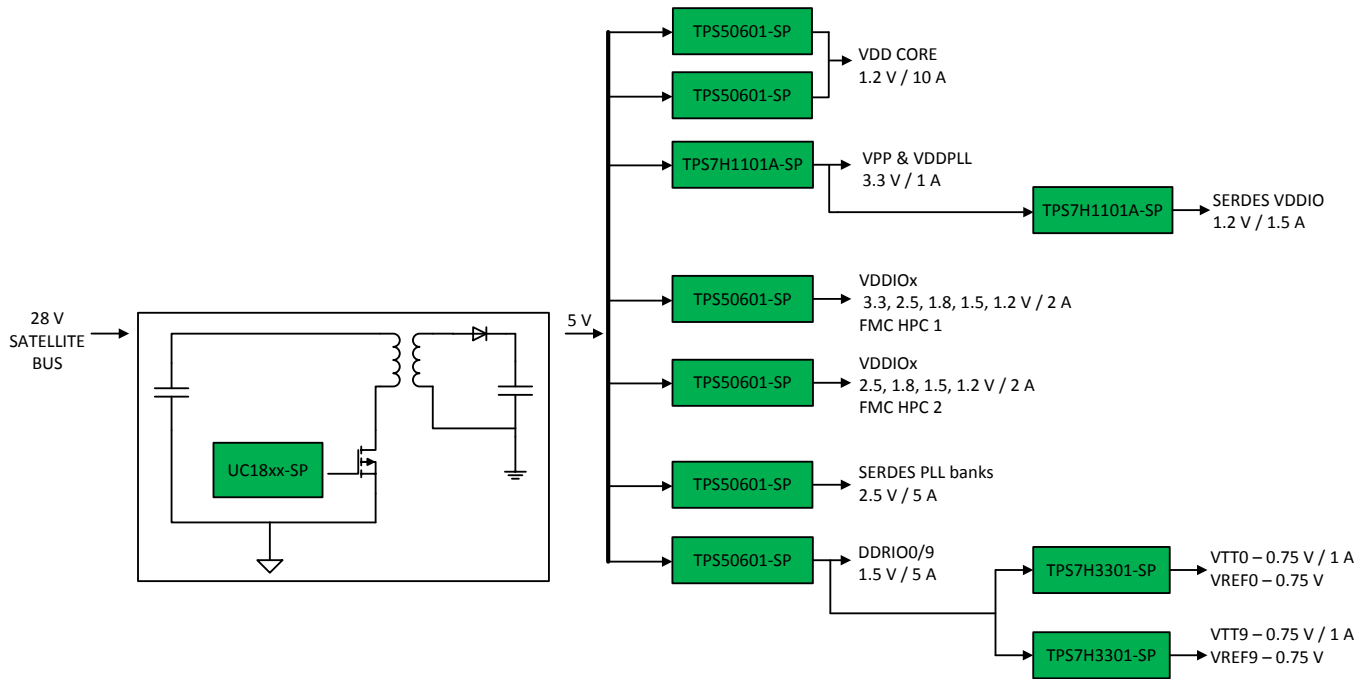 28 V
SATELLITE
BUS
UC18xx-SP
5 V
TPS50601-SP
TPS50601-SP
VDD CORE
1.2 V / 10 A
TPS7H1101A-SP
VPP & VDDPLL
3.3 V / 1 A
TPS7H1101A-SP
SERDES VDDIO
1.2 V / 1.5 A
TPS50601-SP
VDDIOx
3.3, 2.5, 1.8, 1.5, 1.2 V / 2 A
FMC HPC 1
TPS50601-SP
VDDIOx
2.5, 1.8, 1.5, 1.2 V / 2 A
FMC HPC 2
TPS50601-SP
SERDES PLL banks
2.5 V / 5 A
TPS50601-SP
DDRIO0/9
1.5 V / 5 A
TPS7H3301-SP
VTT0 – 0.75 V / 1 A
VREF0 – 0.75 V
TPS7H3301-SP
VTT9 – 0.75 V / 1 A
VREF9 – 0.75 V